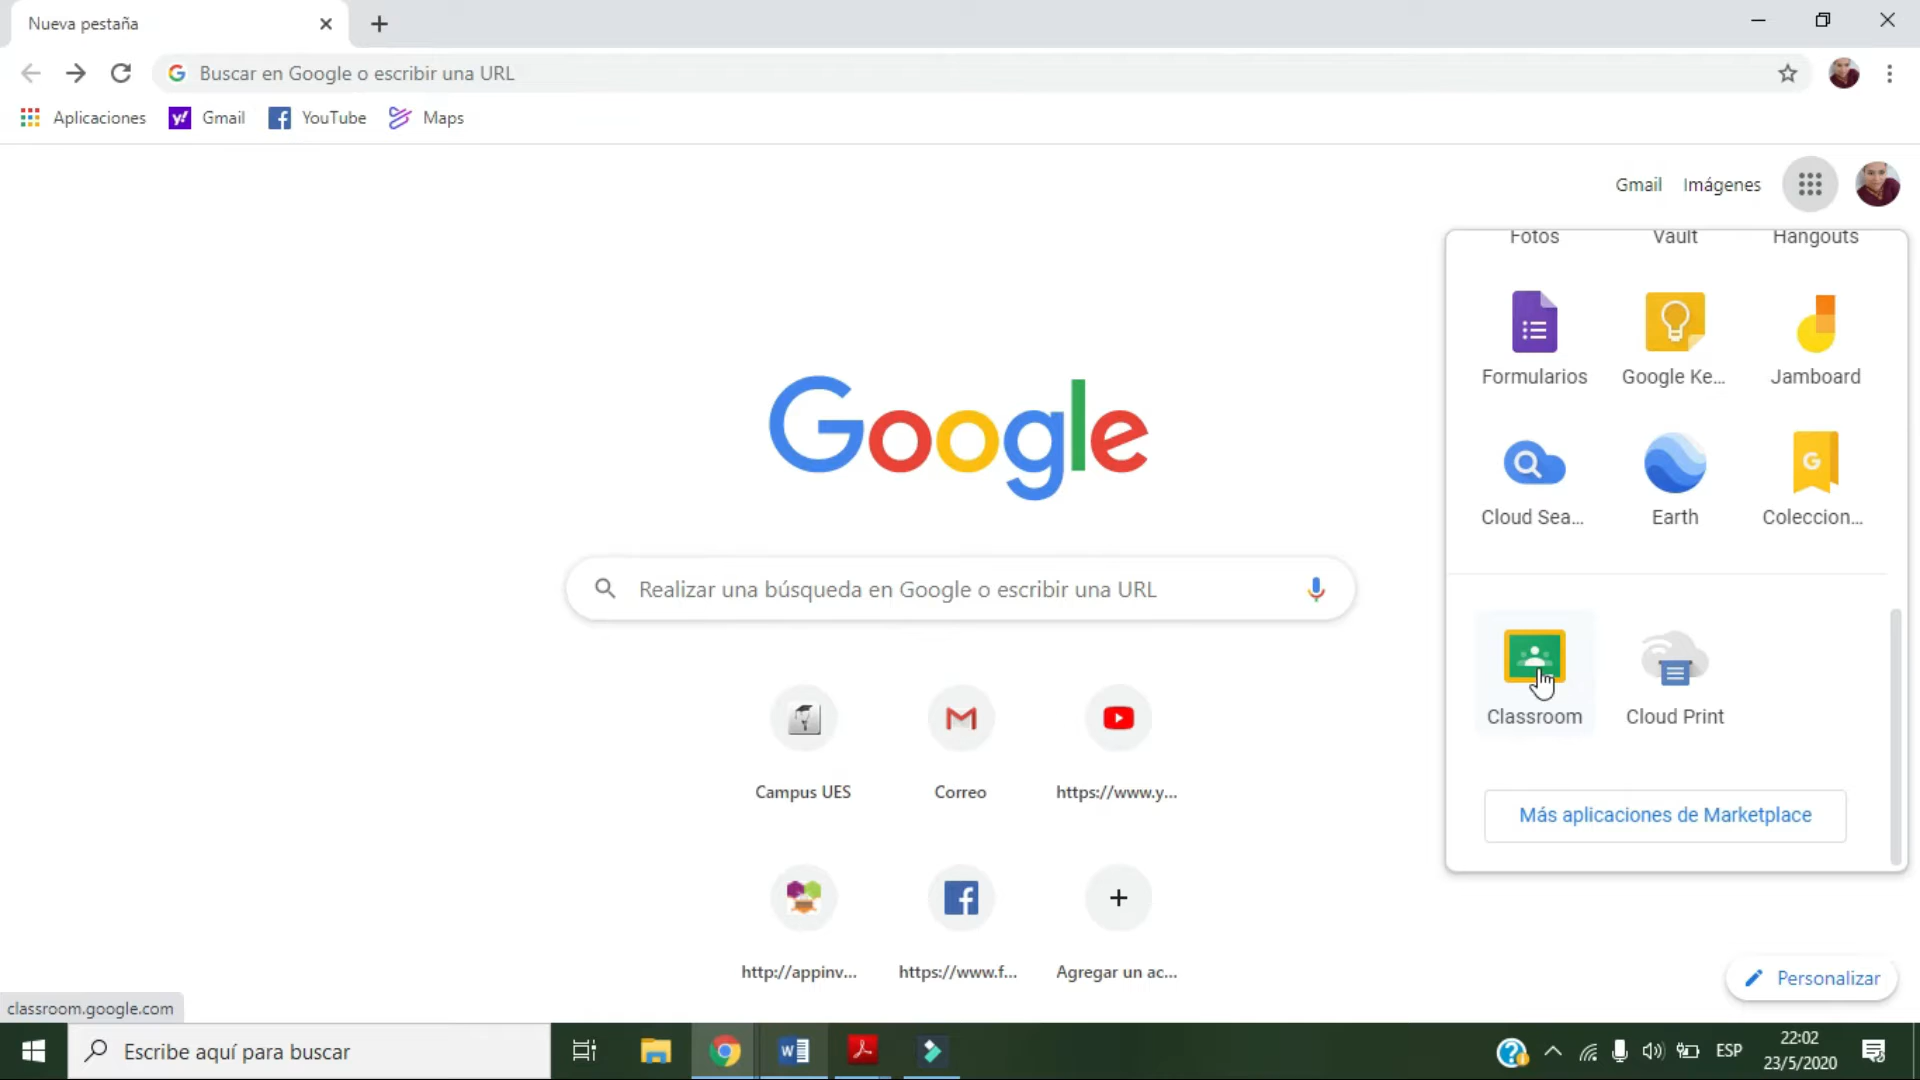 Nueva pestaña
Buscar en Google o escribir una URL
Aplicaciones
Gmail
YouTube
Maps
Gmail
Imágenes
Fotos
Vault
Hangouts
Formularios
Google Ke...
Jamboard
Cloud Sea...
Earth
Coleccion...
Google
Realizar una búsqueda en Google o escribir una URL
Classroom
Cloud Print
Más aplicaciones de Marketplace
Campus UES
Correo
https://www.y...
http://appinv...
https://www.f...
Agregar un ac...
Personalizar
classroom.google.com
Escribe aquí para buscar
ESP
22:02
23/5/2020